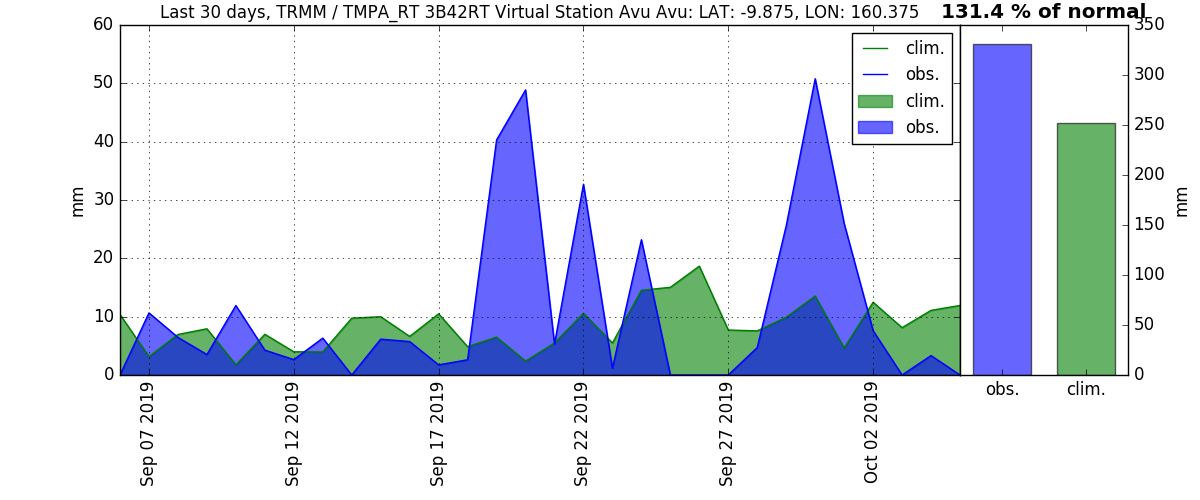 Last 30 days, TRMM / TMPA_RT 3B42RT Virtual Station Avu Avu: LAT: -9.875, LON: 160.375
131.4 % of normal
60
50
40
30
20
10
0
mm
Sep 07 2019
Sep 12 2019
Sep 17 2019
Sep 22 2019
Sep 27 2019
Oct 02 2019
clim.
obs.
clim.
obs.
350
300
250
200
150
100
50
0
mm
obs.
clim.